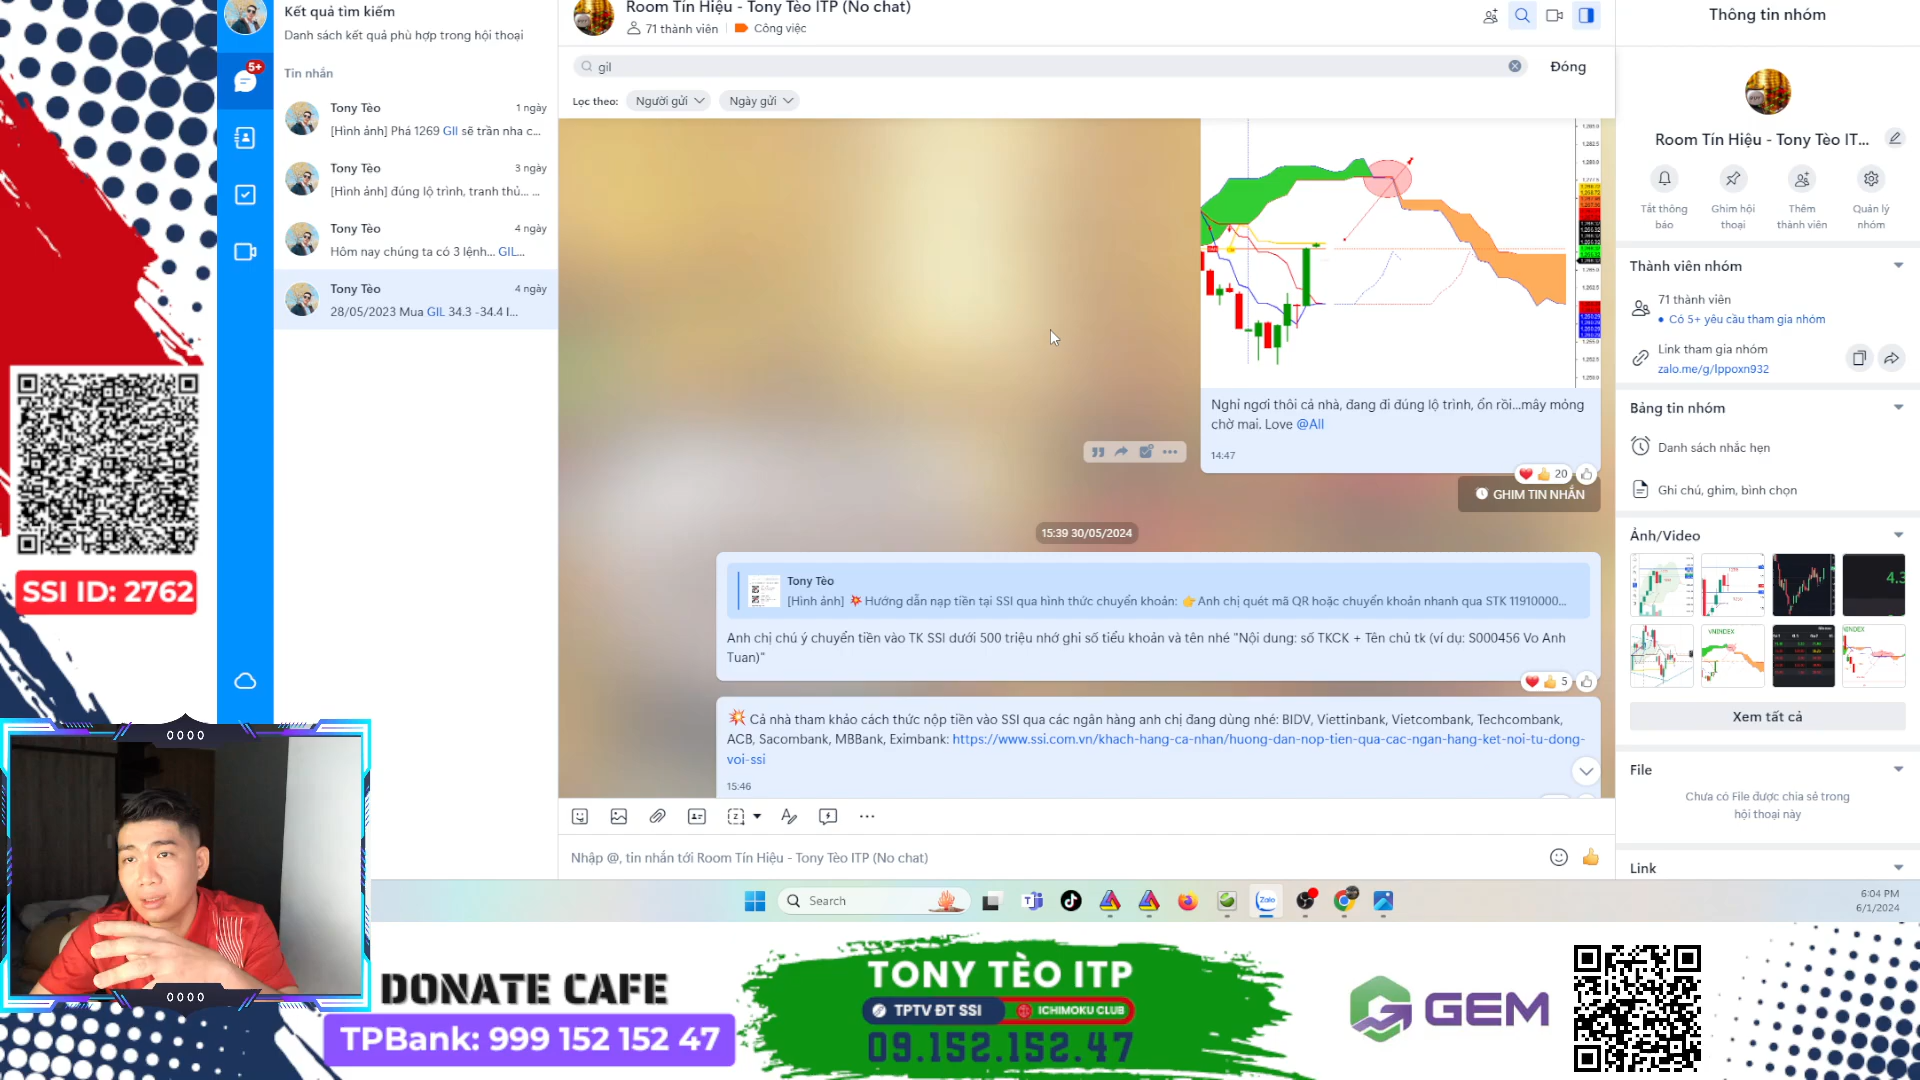 Kết quả tìm kiếm
Danh sách kết quả phù hợp trong hội thoại
5+
Tin nhắn
Tony Tèo
1 ngày
[Hình ảnh] Phá 1269 GIl sẽ trần nha c...
Tony Tèo
3 ngày
[Hình ảnh] đúng lộ trình, tranh thủ... ...
Tony Tèo
4 ngày
Hôm nay chúng ta có 3 lệnh... GIL...
Tony Tèo
4 ngày
28/05/2023 Mua GIL 34.3 -34.4 l...
Room Tín Hiệu - Tony Tèo ITP (No chat)
71 thành viên
Công việc
gil
Đóng
Lọc theo:
Người gửi
Ngày gửi
Nghỉ ngơi thôi cả nhà, đang đi đúng lộ trình, ổn rồi...mây mỏng
chờ mai. Love @All
14:47
20
GHIM TIN NHẮN
15:39 30/05/2024
Tony Tèo
[Hình ảnh] 💥 Hướng dẫn nạp tiền tại SSI qua hình thức chuyển khoản: 👉 Anh chị quét mã QR hoặc chuyển khoản nhanh qua STK 11910000...
Anh chị chú ý chuyển tiền vào TK SSI dưới 500 triệu nhớ ghi số tiểu khoản và tên nhé "Nội dung: số TKCK + Tên chủ tk (ví dụ: S000456 Vo Anh
Tuan)"
5
💥 Cả nhà tham khảo cách thức nộp tiền vào SSI qua các ngân hàng anh chị đang dùng nhé: BIDV, Viettinbank, Vietcombank, Techcombank,
ACB, Sacombank, MBBank, Eximbank: https://www.ssi.com.vn/khach-hang-ca-nhan/huong-dan-nop-tien-qua-cac-ngan-hang-ket-noi-tu-dong-
voi-ssi
15:46
Nhập @, tin nhắn tới Room Tín Hiệu - Tony Tèo ITP (No chat)
Thông tin nhóm
Room Tín Hiệu - Tony Tèo IT...
Tắt thông
báo
Ghim hội
thoại
Thêm
thành viên
Quản lý
nhóm
Thành viên nhóm
71 thành viên
• Có 5+ yêu cầu tham gia nhóm
Link tham gia nhóm
zalo.me/g/lppoxn932
Bảng tin nhóm
Danh sách nhắc hẹn
Ghi chú, ghim, bình chọn
Ảnh/Video
4.3
VNINDEX
Xem tất cả
File
Chưa có File được chia sẻ trong
hội thoại này
Link
Search
Zalo
6:04 PM
6/1/2024
SSI ID: 2762
DONATE CAFE
TPBank: 999 152 152 47
TONY TÈO ITP
TPTV ĐT SSI
ICHIMOKU CLUB
09.152.152.47
GEM